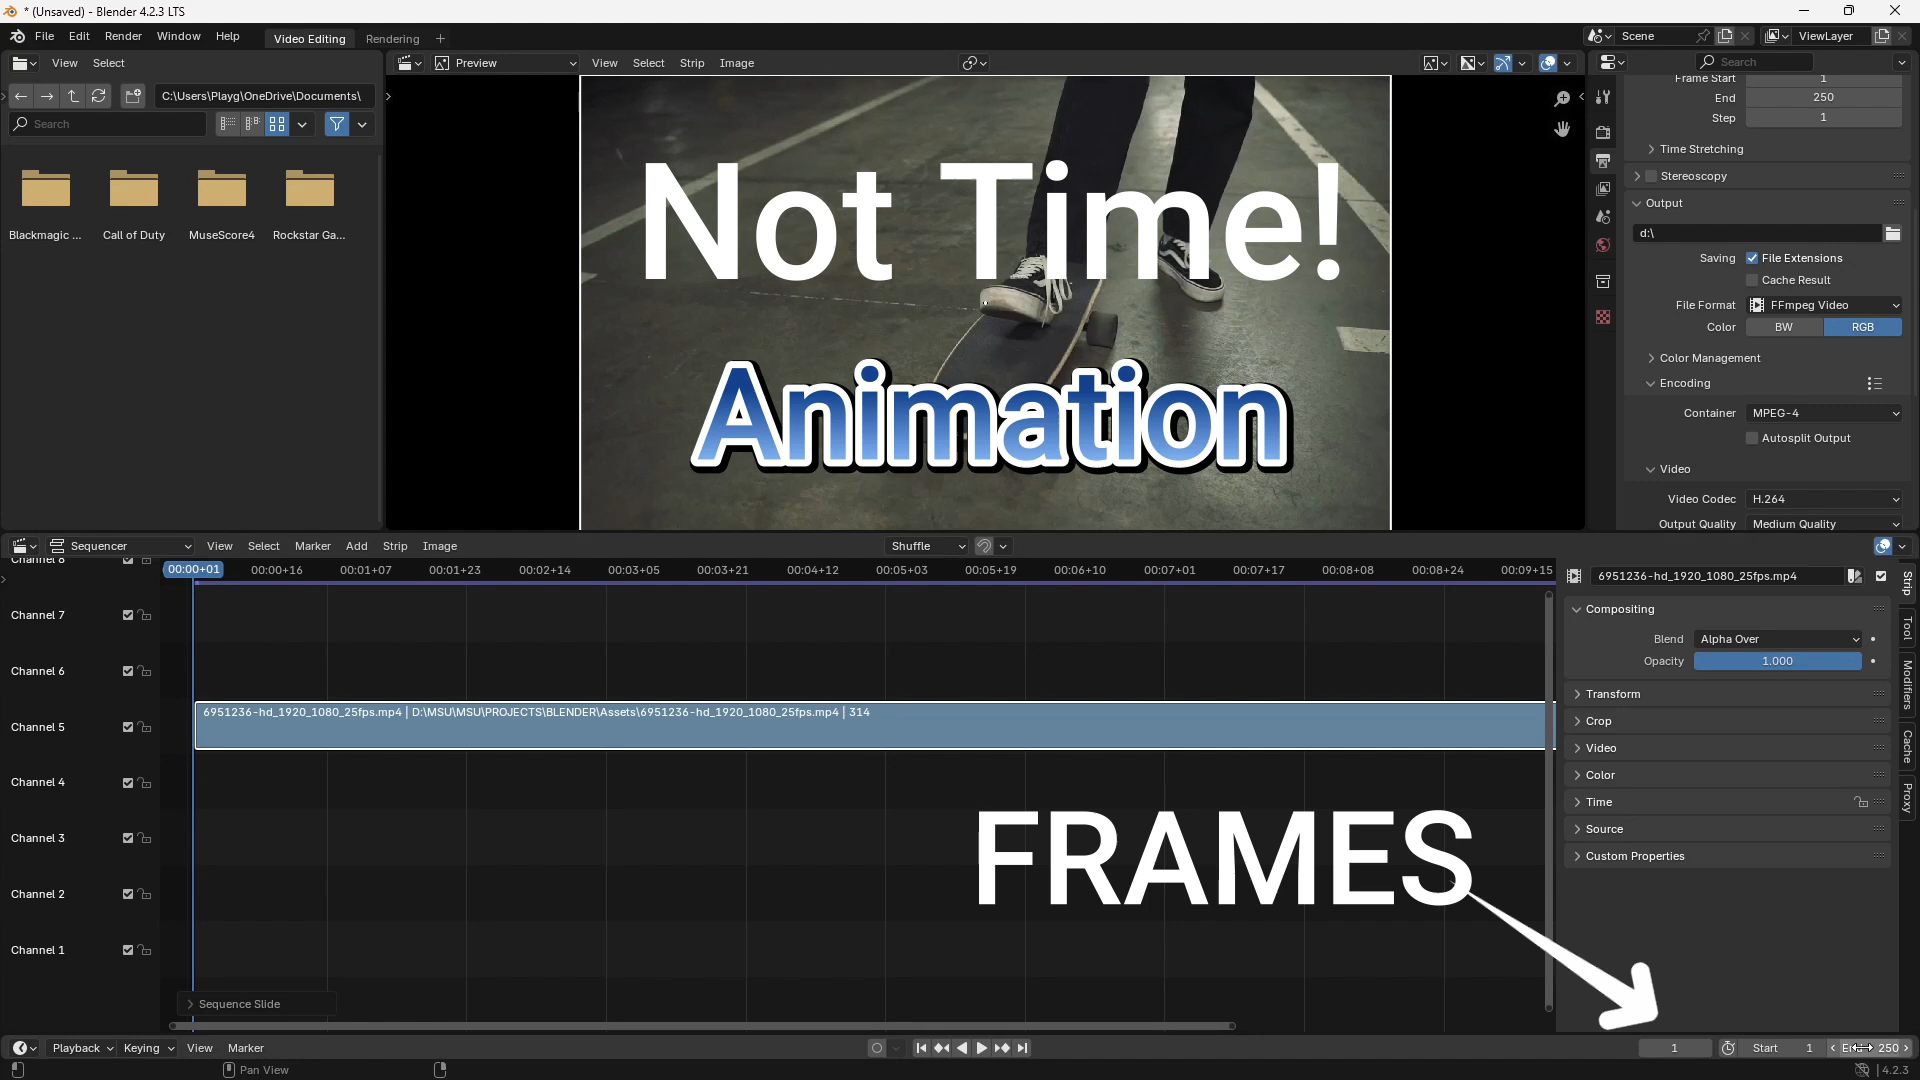 * (Unsaved) - Blender 4.2.3 LTS
File Edit Render Window Help Video Editing Rendering + Scene ViewLayer
View Select Preview View Select Strip Image Search
C:\Users\Playg\OneDrive\Documents\
Search
Blackmagic ... Call of Duty MuseScore4 Rockstar Ga...
Not Time!
Animation
Frame Start 1
End 250
Step 1
Time Stretching
Stereoscopy
Output
d:\
Saving File Extensions
Cache Result
File Format FFmpeg Video
Color BW RGB
Color Management
Encoding
Container MPEG-4
Autosplit Output
Video
Video Codec H.264
Output Quality Medium Quality
Sequencer View Select Marker Add Strip Image Shuffle
00:00+01 00:00+16 00:01+07 00:01+23 00:02+14 00:03+05 00:03+21 00:04+12 00:05+03 00:05+19 00:06+10 00:07+01 00:07+17 00:08+08 00:08+24 00:09+15
Channel 8
Channel 7
Channel 6
Channel 5
Channel 4
Channel 3
Channel 2
Channel 1
6951236-hd_1920_1080_25fps.mp4 | D:\MSU\MSU\PROJECTS\BLENDER\Assets\6951236-hd_1920_1080_25fps.mp4 | 314
FRAMES
Sequence Slide
6951236-hd_1920_1080_25fps.mp4
Compositing
Blend Alpha Over
Opacity 1.000
Transform
Crop
Video
Color
Time
Source
Custom Properties
Strip
Tool
Modifiers
Cache
Proxy
Playback Keying View Marker 1 Start 1 250
Pan View 4.2.3